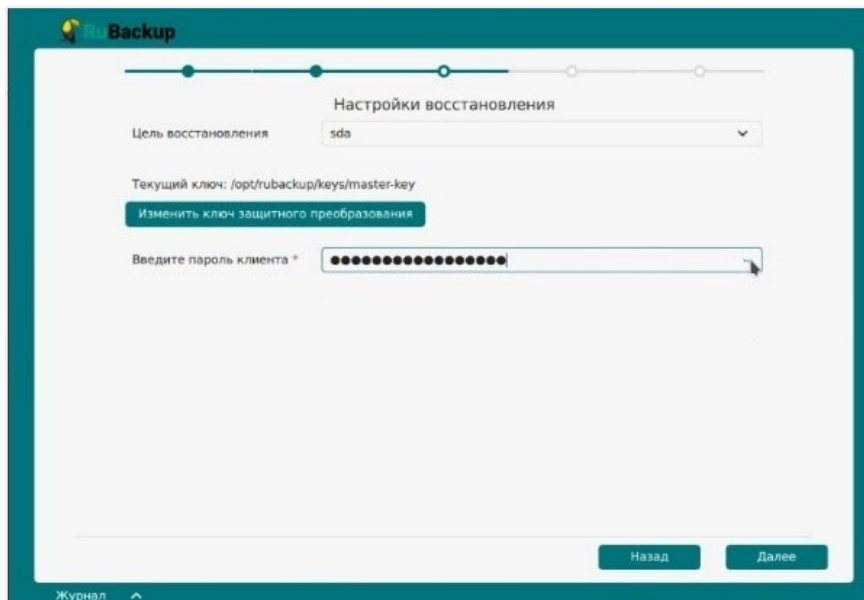 RuBackup
Настройки восстановления
Цель восстановления sda
Текущий ключ: /opt/rubackup/keys/master-key
Изменить ключ защитного преобразования
Введите пароль клиента * ●●●●●●●●●●●●●●●●●
Назад Далее
Журнал